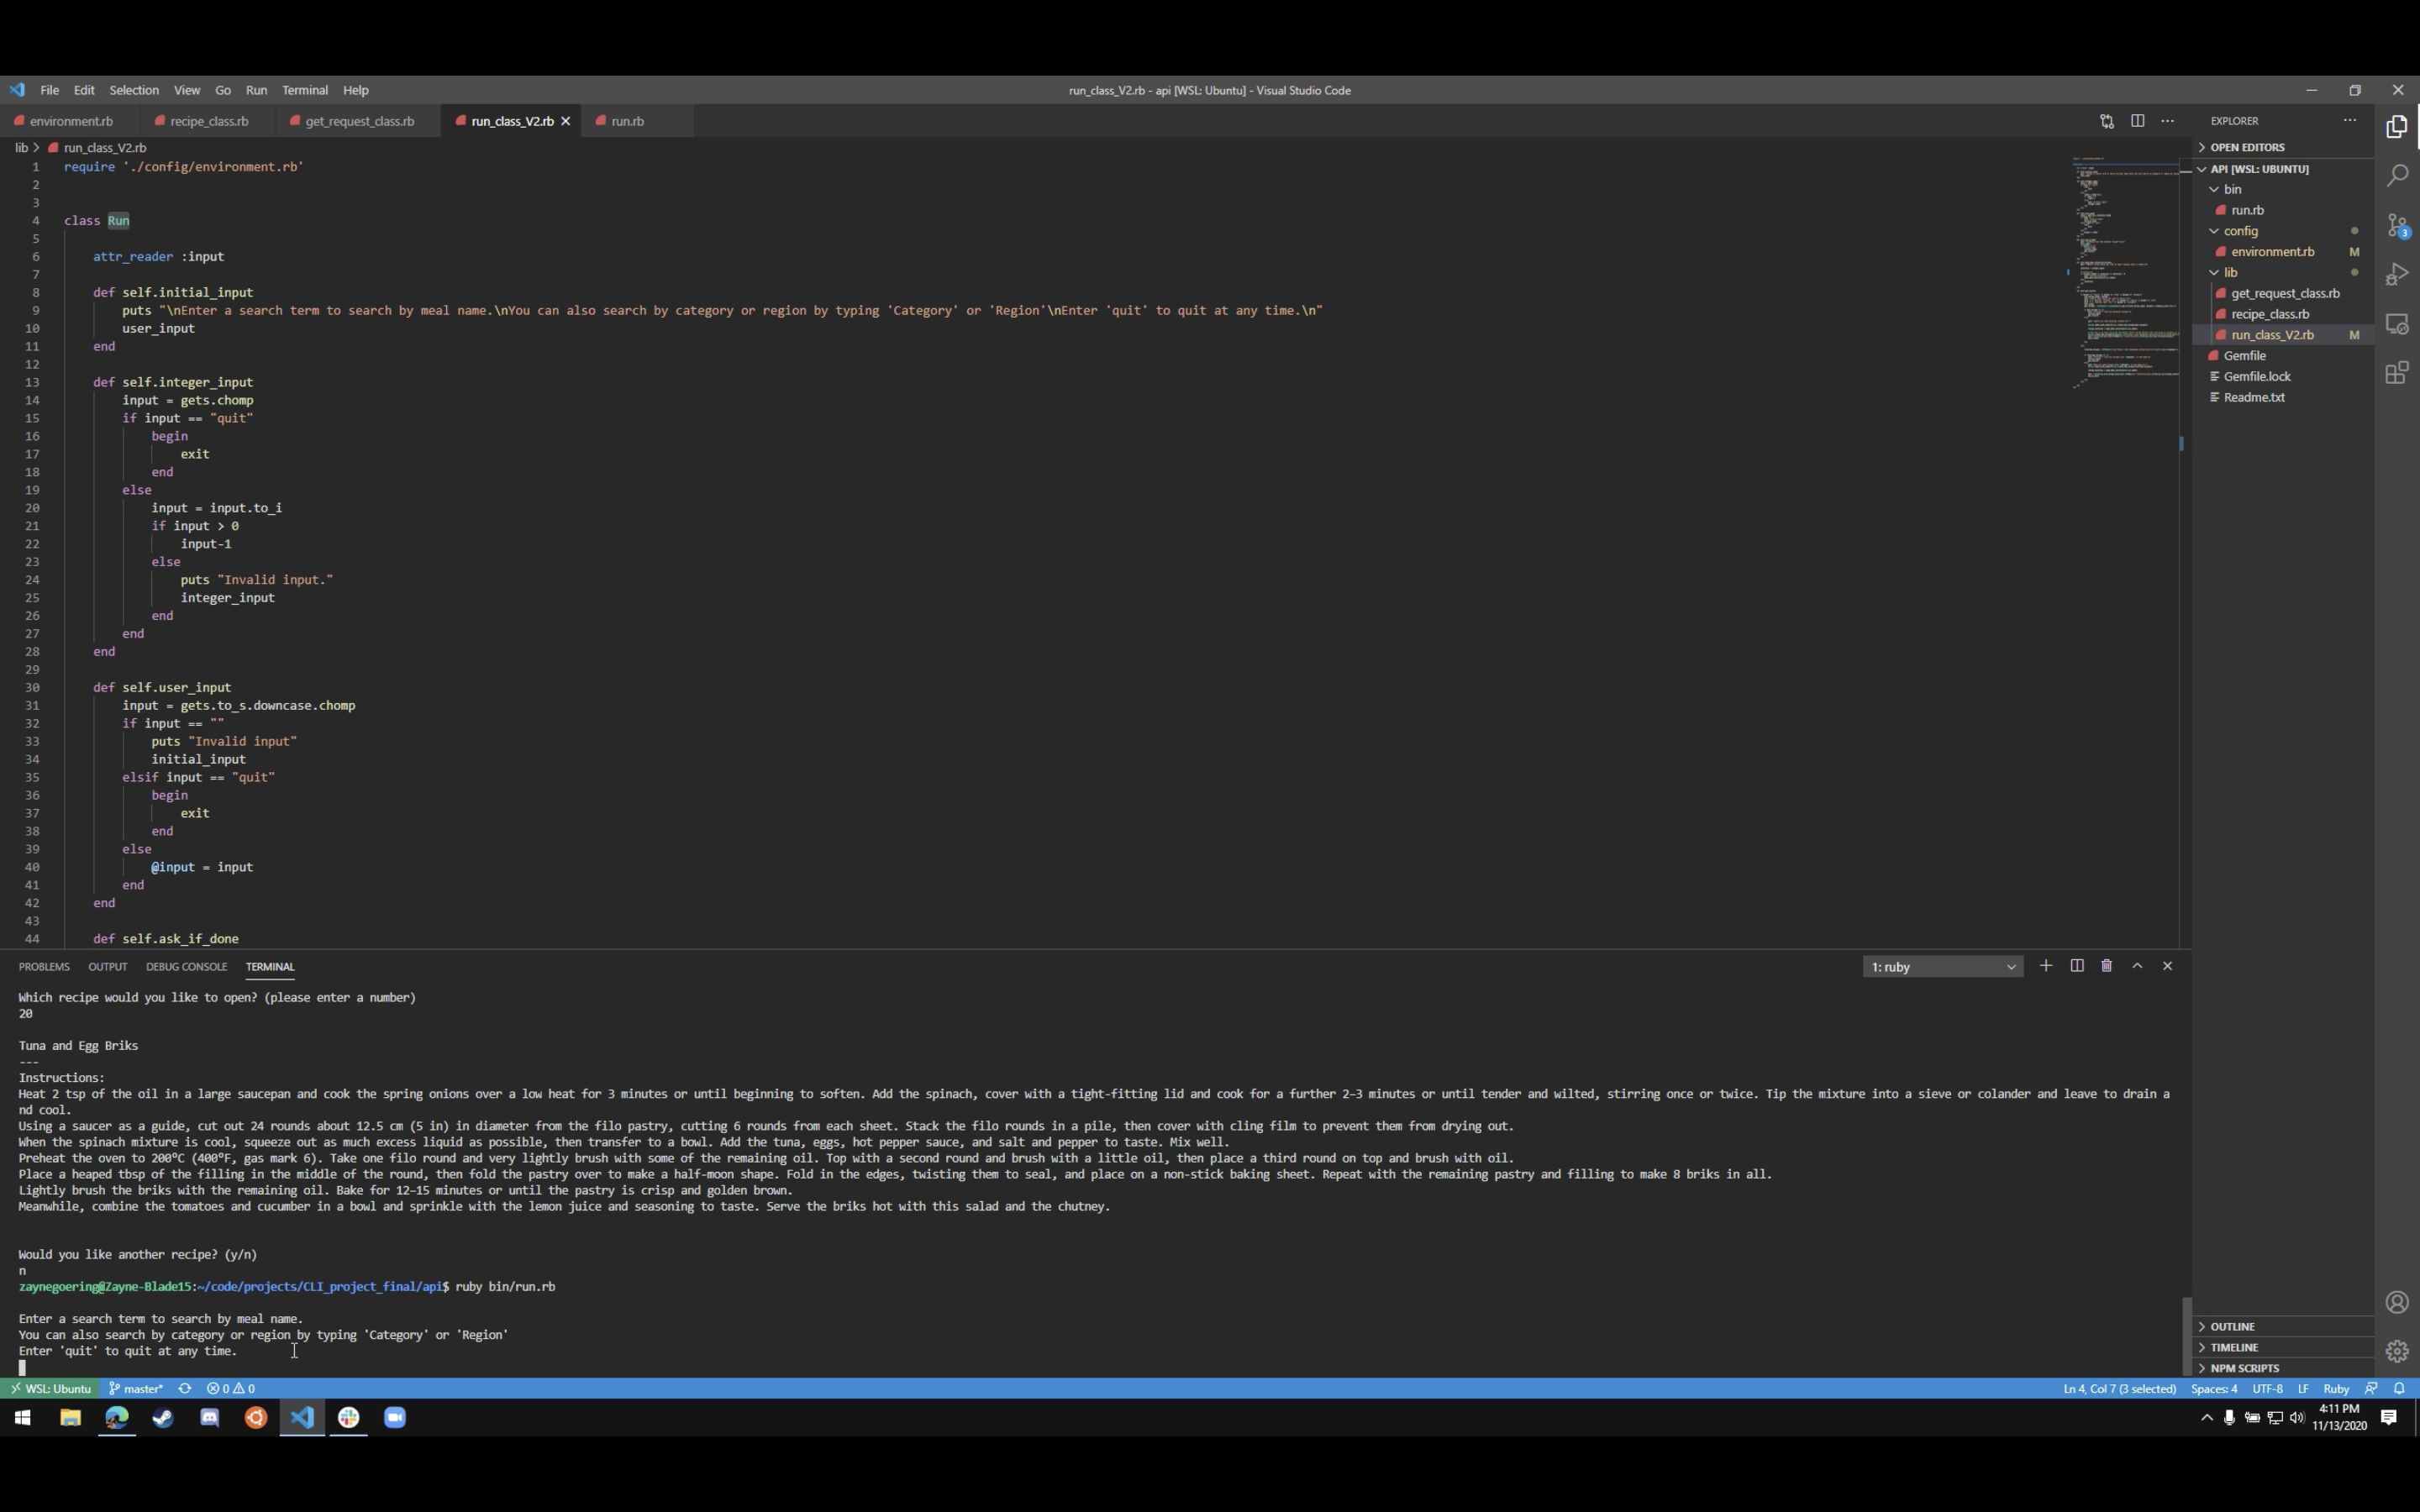 File Edit Selection View Go Run Terminal Help
run_class_V2.rb - api [WSL: Ubuntu] - Visual Studio Code
environment.rb
recipe_class.rb
get_request_class.rb
run_class_V2.rb
run.rb
lib > run_class_V2.rb
1 require './config/environment.rb'
2
3
4 class Run
5
6 attr_reader :input
7
8 def self.initial_input
9 puts "\nEnter a search term to search by meal name.\nYou can also search by category or region by typing 'Category' or 'Region'\nEnter 'quit' to quit at any time.\n"
10 user_input
11 end
12
13 def self.integer_input
14 input = gets.chomp
15 if input == "quit"
16 begin
17 exit
18 end
19 else
20 input = input.to_i
21 if input > 0
22 input-1
23 else
24 puts "Invalid input."
25 integer_input
26 end
27 end
28 end
29
30 def self.user_input
31 input = gets.to_s.downcase.chomp
32 if input == ""
33 puts "Invalid input"
34 initial_input
35 elsif input == "quit"
36 begin
37 exit
38 end
39 else
40 @input = input
41 end
42 end
43
44 def self.ask_if_done
EXPLORER
OPEN EDITORS
API [WSL: UBUNTU]
bin
run.rb
config
environment.rb M
lib
get_request_class.rb
recipe_class.rb
run_class_V2.rb M
Gemfile
Gemfile.lock
Readme.txt
OUTLINE
TIMELINE
NPM SCRIPTS
3
PROBLEMS OUTPUT DEBUG CONSOLE TERMINAL
1: ruby
Which recipe would you like to open? (please enter a number)
20
Tuna and Egg Briks
---
Instructions:
Heat 2 tsp of the oil in a large saucepan and cook the spring onions over a low heat for 3 minutes or until beginning to soften. Add the spinach, cover with a tight-fitting lid and cook for a further 2–3 minutes or until tender and wilted, stirring once or twice. Tip the mixture into a sieve or colander and leave to drain a
nd cool.
Using a saucer as a guide, cut out 24 rounds about 12.5 cm (5 in) in diameter from the filo pastry, cutting 6 rounds from each sheet. Stack the filo rounds in a pile, then cover with cling film to prevent them from drying out.
When the spinach mixture is cool, squeeze out as much excess liquid as possible, then transfer to a bowl. Add the tuna, eggs, hot pepper sauce, and salt and pepper to taste. Mix well.
Preheat the oven to 200°C (400°F, gas mark 6). Take one filo round and very lightly brush with some of the remaining oil. Top with a second round and brush with a little oil, then place a third round on top and brush with oil.
Place a heaped tbsp of the filling in the middle of the round, then fold the pastry over to make a half-moon shape. Fold in the edges, twisting them to seal, and place on a non-stick baking sheet. Repeat with the remaining pastry and filling to make 8 briks in all.
Lightly brush the briks with the remaining oil. Bake for 12–15 minutes or until the pastry is crisp and golden brown.
Meanwhile, combine the tomatoes and cucumber in a bowl and sprinkle with the lemon juice and seasoning to taste. Serve the briks hot with this salad and the chutney.
Would you like another recipe? (y/n)
n
zaynegoering@Zayne-Blade15:~/code/projects/CLI_project_final/api$ ruby bin/run.rb
Enter a search term to search by meal name.
You can also search by category or region by typing 'Category' or 'Region'
Enter 'quit' to quit at any time.
WSL: Ubuntu master* 0 0
Ln 4, Col 7 (3 selected) Spaces: 4 UTF-8 LF Ruby
4:11 PM
11/13/2020